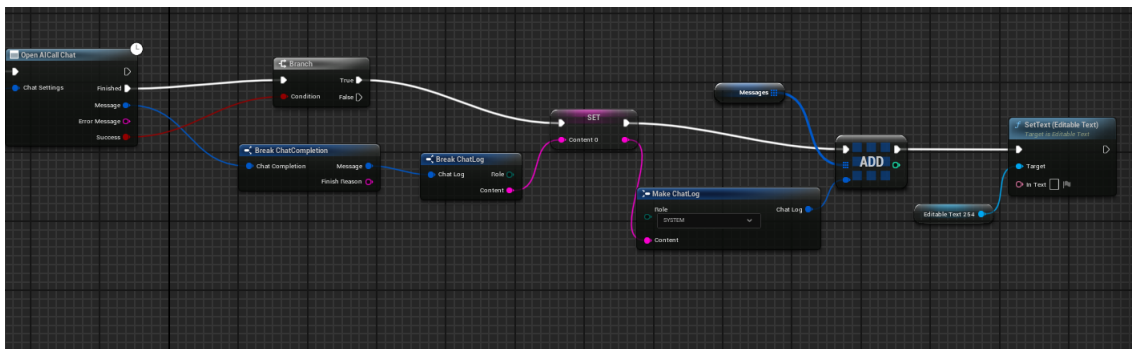 Open AICall Chat
Chat Settings
Finished
Message
Error Message
Success
Branch
True
Condition
False
Break ChatCompletion
Chat Completion
Message
Finish Reason
Break ChatLog
Chat Log
Role
Content
SET
Content 0
Messages
Make ChatLog
Role
SYSTEM
Chat Log
Content
ADD
SetText (Editable Text)
Target is Editable Text
Target
In Text
Editable Text 254